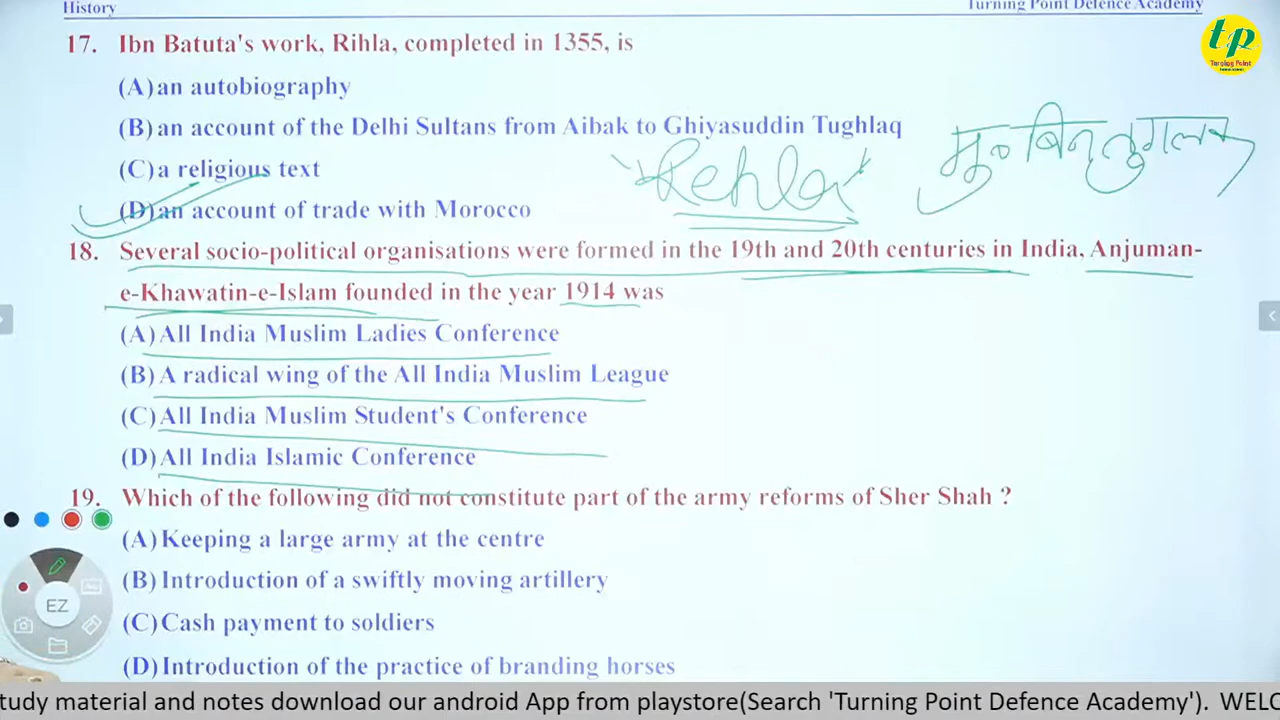 History
Turning Point Defence Academy
tp
Turning Point
17. Ibn Batuta's work, Rihla, completed in 1355, is
(A) an autobiography
(B) an account of the Delhi Sultans from Aibak to Ghiyasuddin Tughlaq
(C) a religious text
(D) an account of trade with Morocco
"Rehla"
मु० बिन तुगलक
18. Several socio-political organisations were formed in the 19th and 20th centuries in India, Anjuman-
e-Khawatin-e-Islam founded in the year 1914 was
(A) All India Muslim Ladies Conference
(B) A radical wing of the All India Muslim League
(C) All India Muslim Student's Conference
(D) All India Islamic Conference
19. Which of the following did not constitute part of the army reforms of Sher Shah ?
(A) Keeping a large army at the centre
(B) Introduction of a swiftly moving artillery
(C) Cash payment to soldiers
(D) Introduction of the practice of branding horses
EZ
tudy material and notes download our android App from playstore(Search 'Turning Point Defence Academy'). WELC